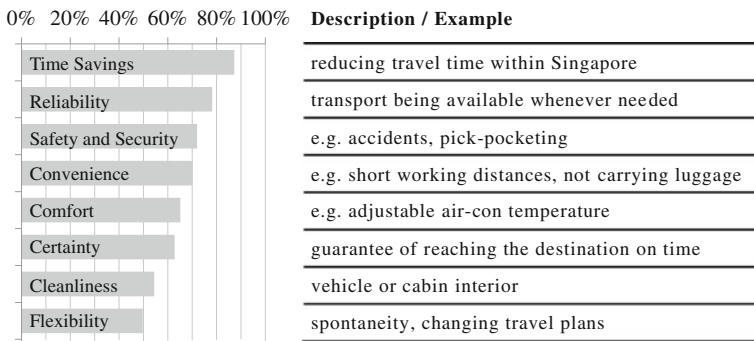 0% 20% 40% 60% 80% 100% Description / Example
Time Savings reducing travel time within Singapore
Reliability transport being available whenever needed
Safety and Security e.g. accidents, pick-pocketing
Convenience e.g. short working distances, not carrying luggage
Comfort e.g. adjustable air-con temperature
Certainty guarantee of reaching the destination on time
Cleanliness vehicle or cabin interior
Flexibility spontaneity, changing travel plans